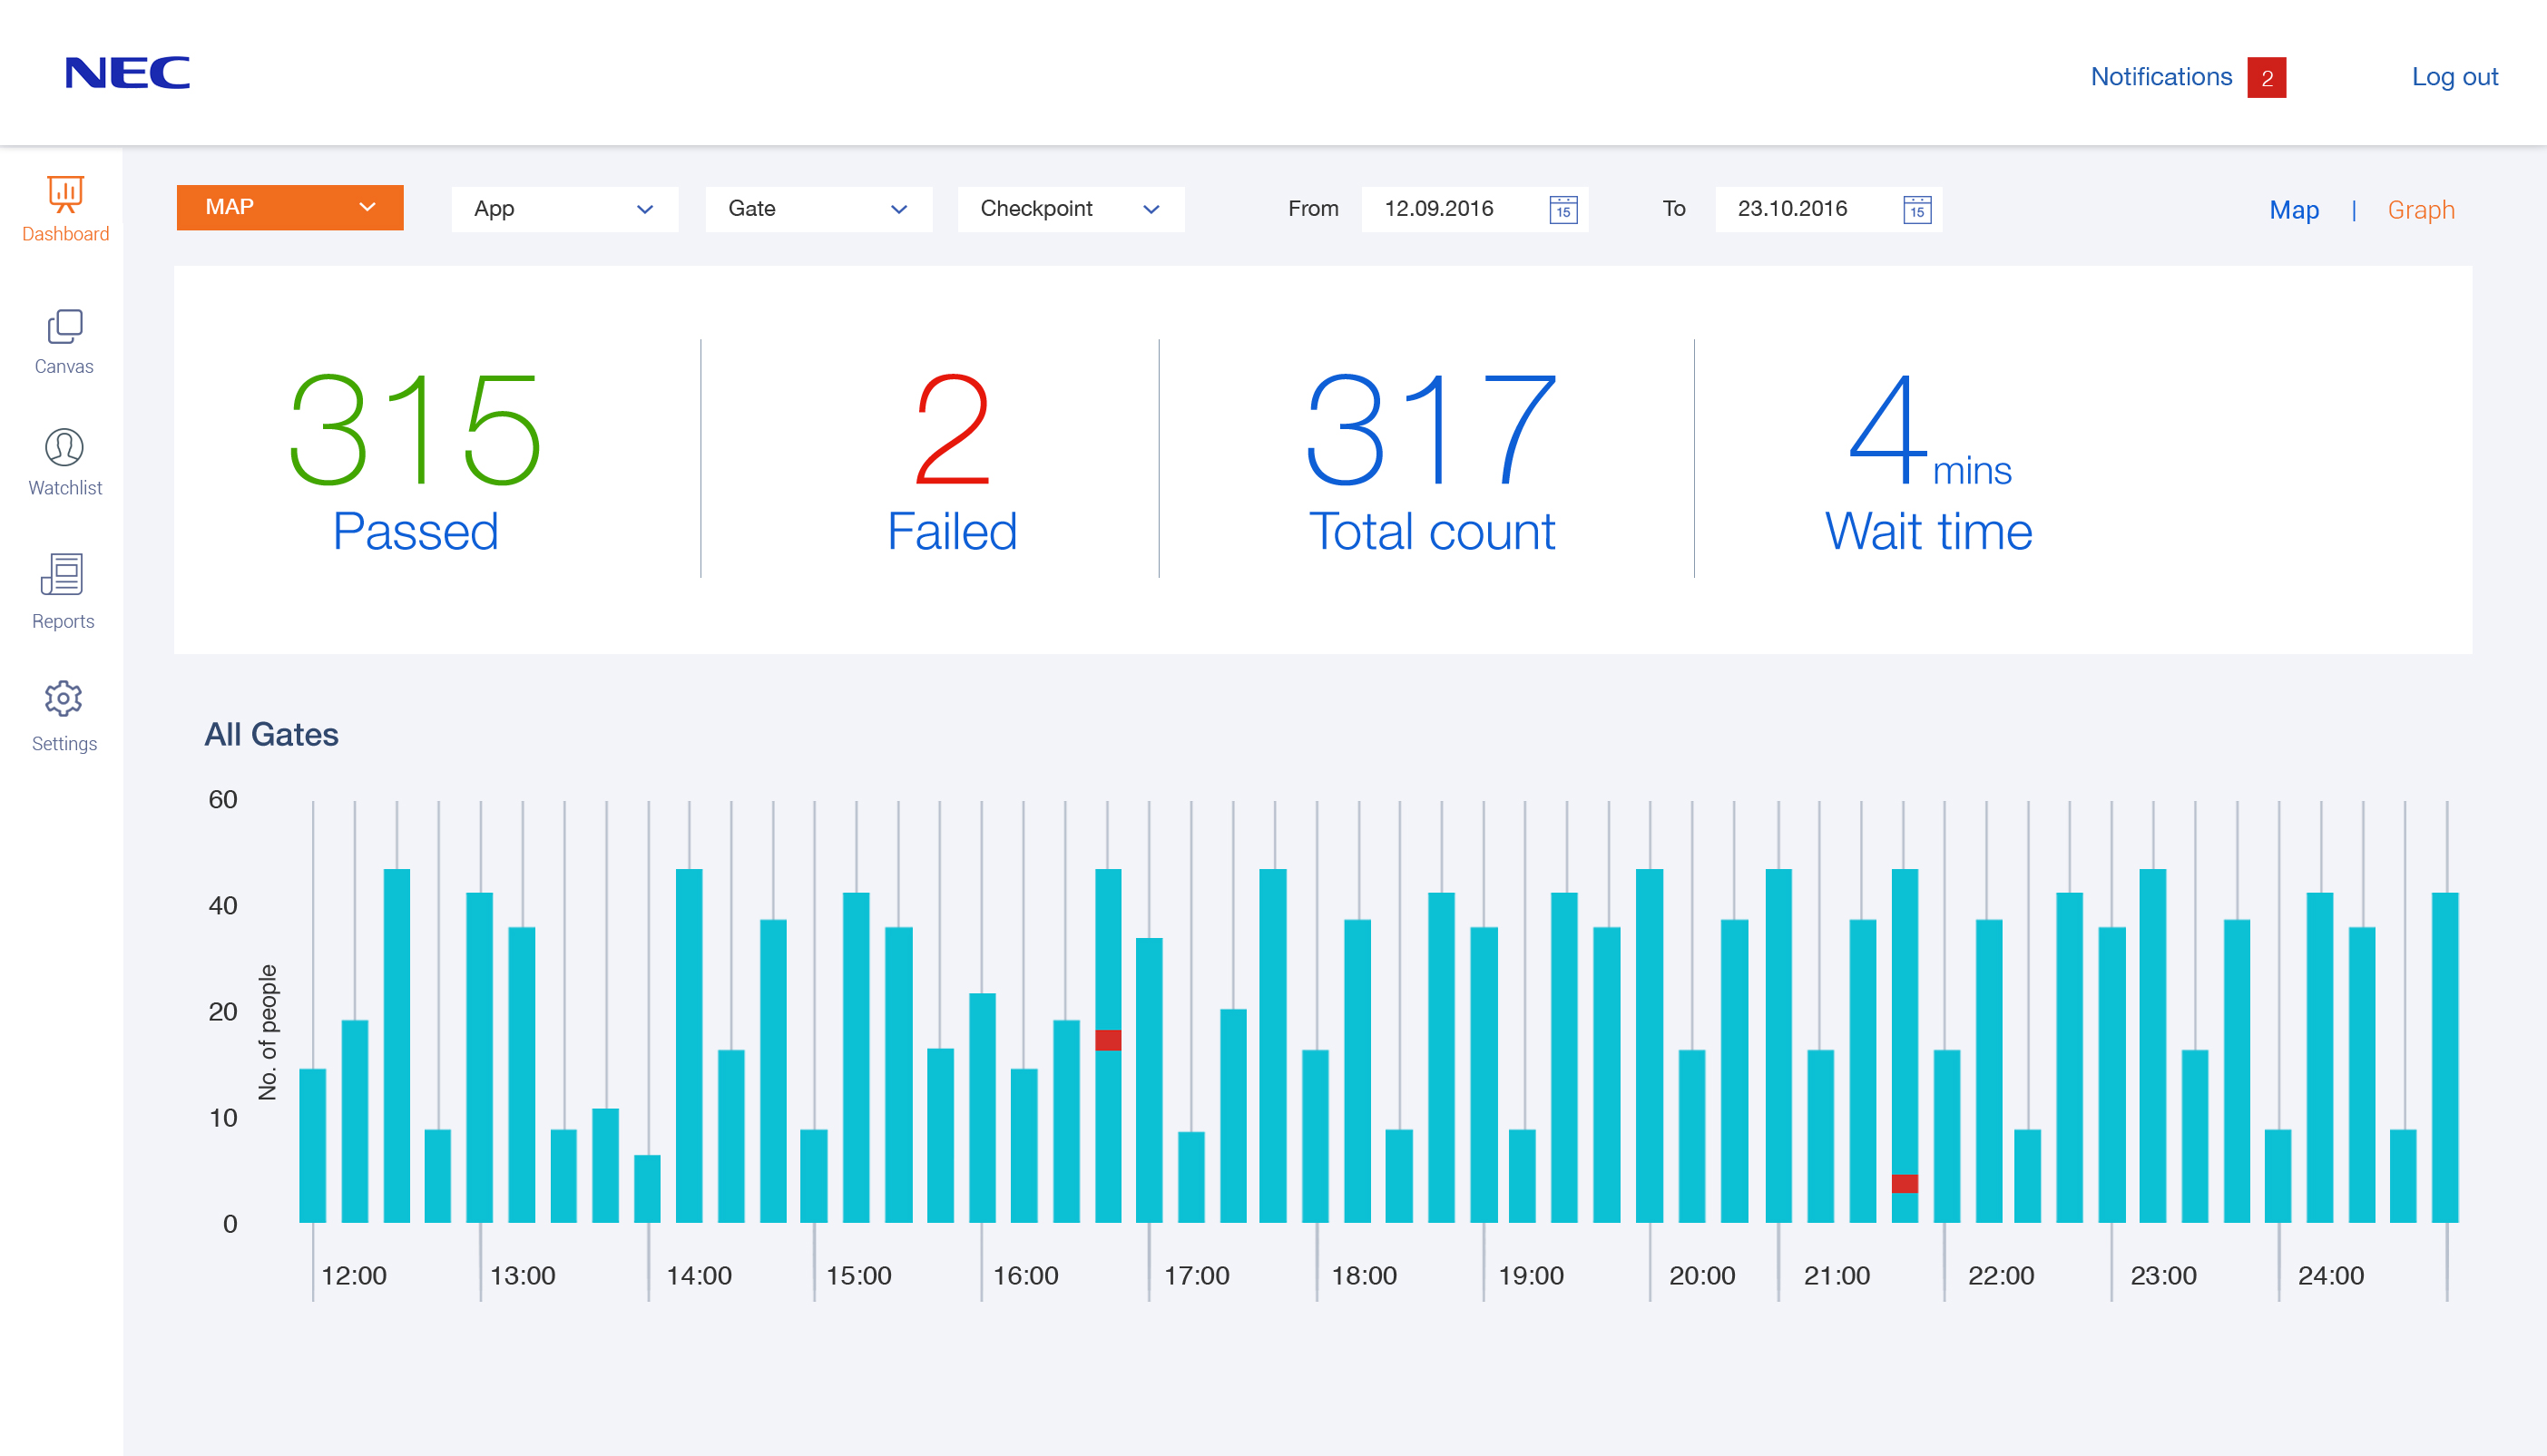 NEC
Notifications 2
Log out
Dashboard
Canvas
Watchlist
Reports
Settings
MAP
App
Gate
Checkpoint
From 12.09.2016 15
To 23.10.2016 15
Map | Graph
315
Passed
2
Failed
317
Total count
4 mins
Wait time
All Gates
60
40
20
10
0
No. of people
12:00 13:00 14:00 15:00 16:00 17:00 18:00 19:00 20:00 21:00 22:00 23:00 24:00